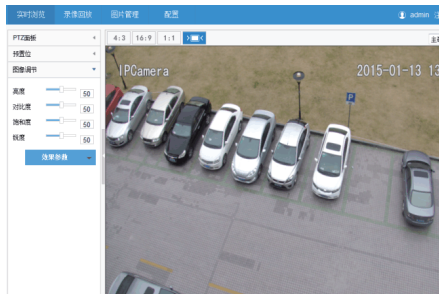 实时浏览 录像回放 图片管理 配置 admin
PTZ面板
预置位
图像调节
亮度 50
对比度 50
饱和度 50
锐度 50
效果参数
4:3 16:9 1:1
IPCamera 2015-01-13 13
P